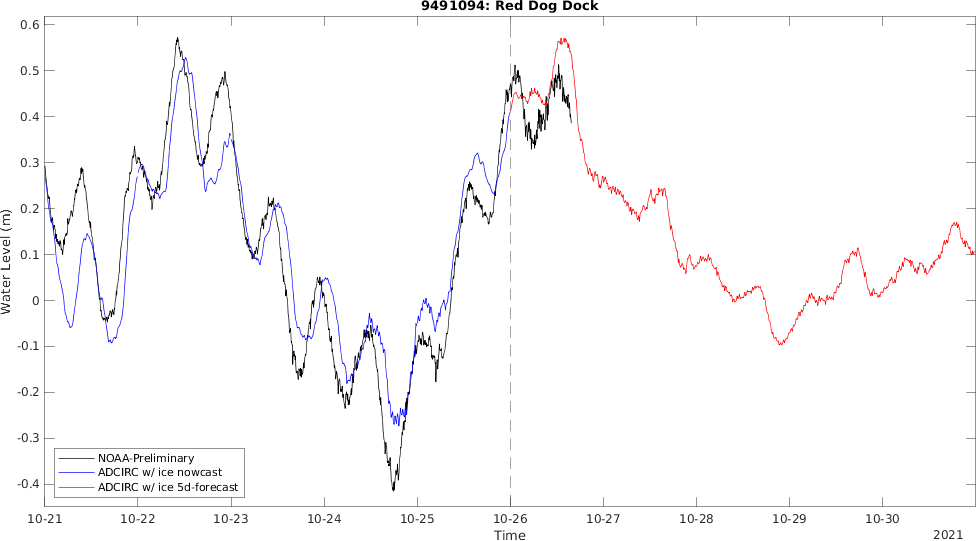 9491094: Red Dog Dock
0.6
0.5
0.4
0.3
0.2
0.1
0
-0.1
-0.2
-0.3
-0.4
Water Level (m)
NOAA-Preliminary
ADCIRC w/ ice nowcast
ADCIRC w/ ice 5d-forecast
10-21 10-22 10-23 10-24 10-25 10-26 10-27 10-28 10-29 10-30
Time
2021